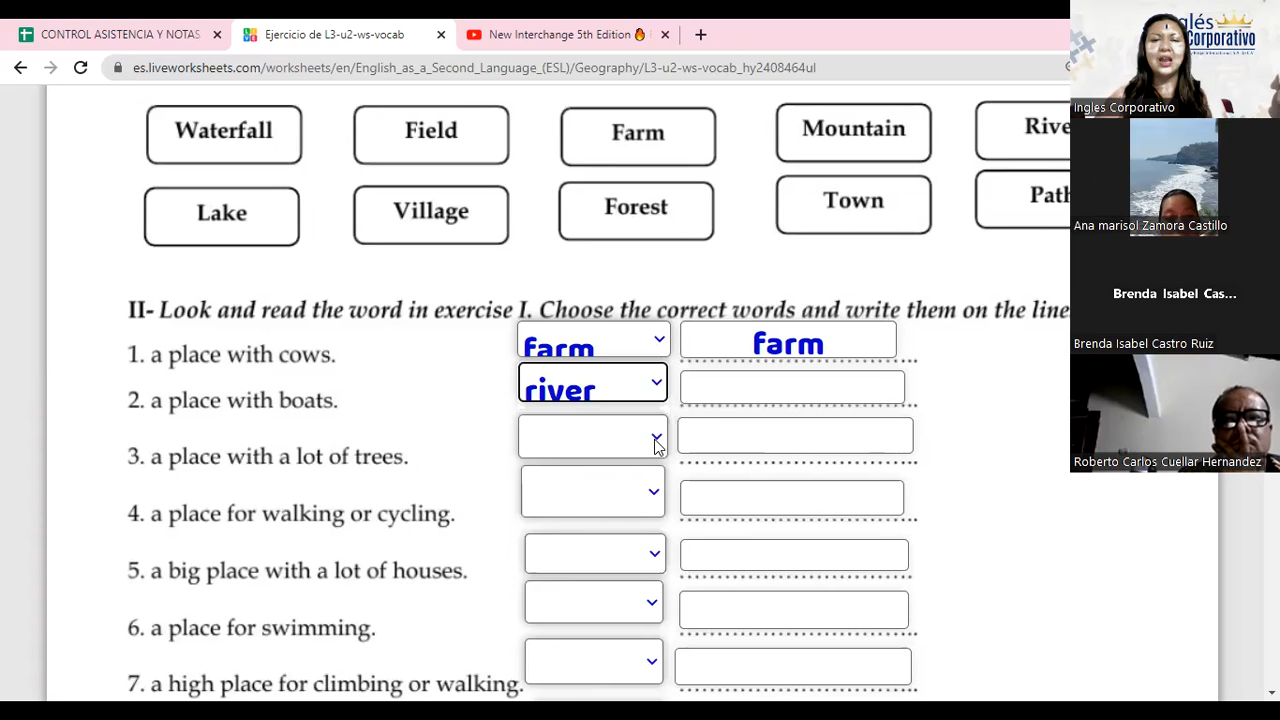 CONTROL ASISTENCIA Y NOTAS
Ejercicio de L3-u2-ws-vocab
New Interchange 5th Edition
es.liveworksheets.com/worksheets/en/English_as_a_Second_Language_(ESL)/Geography/L3-u2-ws-vocab_hy2408464ul
Inglés
Corporativo
Ingles Corporativo
Waterfall Field Farm Mountain Rive
Lake Village Forest Town Path
Ana marisol Zamora Castillo
Brenda Isabel Cas...
Brenda Isabel Castro Ruiz
Roberto Carlos Cuellar Hernandez
II- Look and read the word in exercise I. Choose the correct words and write them on the line
1. a place with cows. farm farm
2. a place with boats. river
3. a place with a lot of trees.
4. a place for walking or cycling.
5. a big place with a lot of houses.
6. a place for swimming.
7. a high place for climbing or walking.